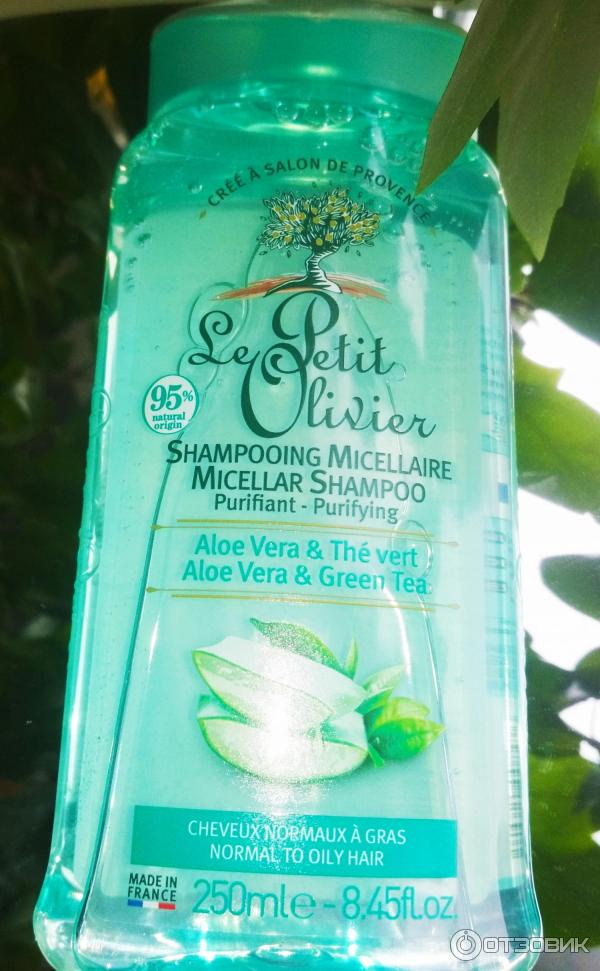 CRÉÉ À SALON DE PROVENCE
Le Petit
Olivier
95%
natural
origin
SHAMPOOING MICELLAIRE
MICELLAR SHAMPOO
Purifiant - Purifying
Aloe Vera & Thé vert
Aloe Vera & Green Tea
CHEVEUX NORMAUX À GRAS
NORMAL TO OILY HAIR
MADE IN
FRANCE
250ml e - 8.45fl.oz.
ОТЗОВИК